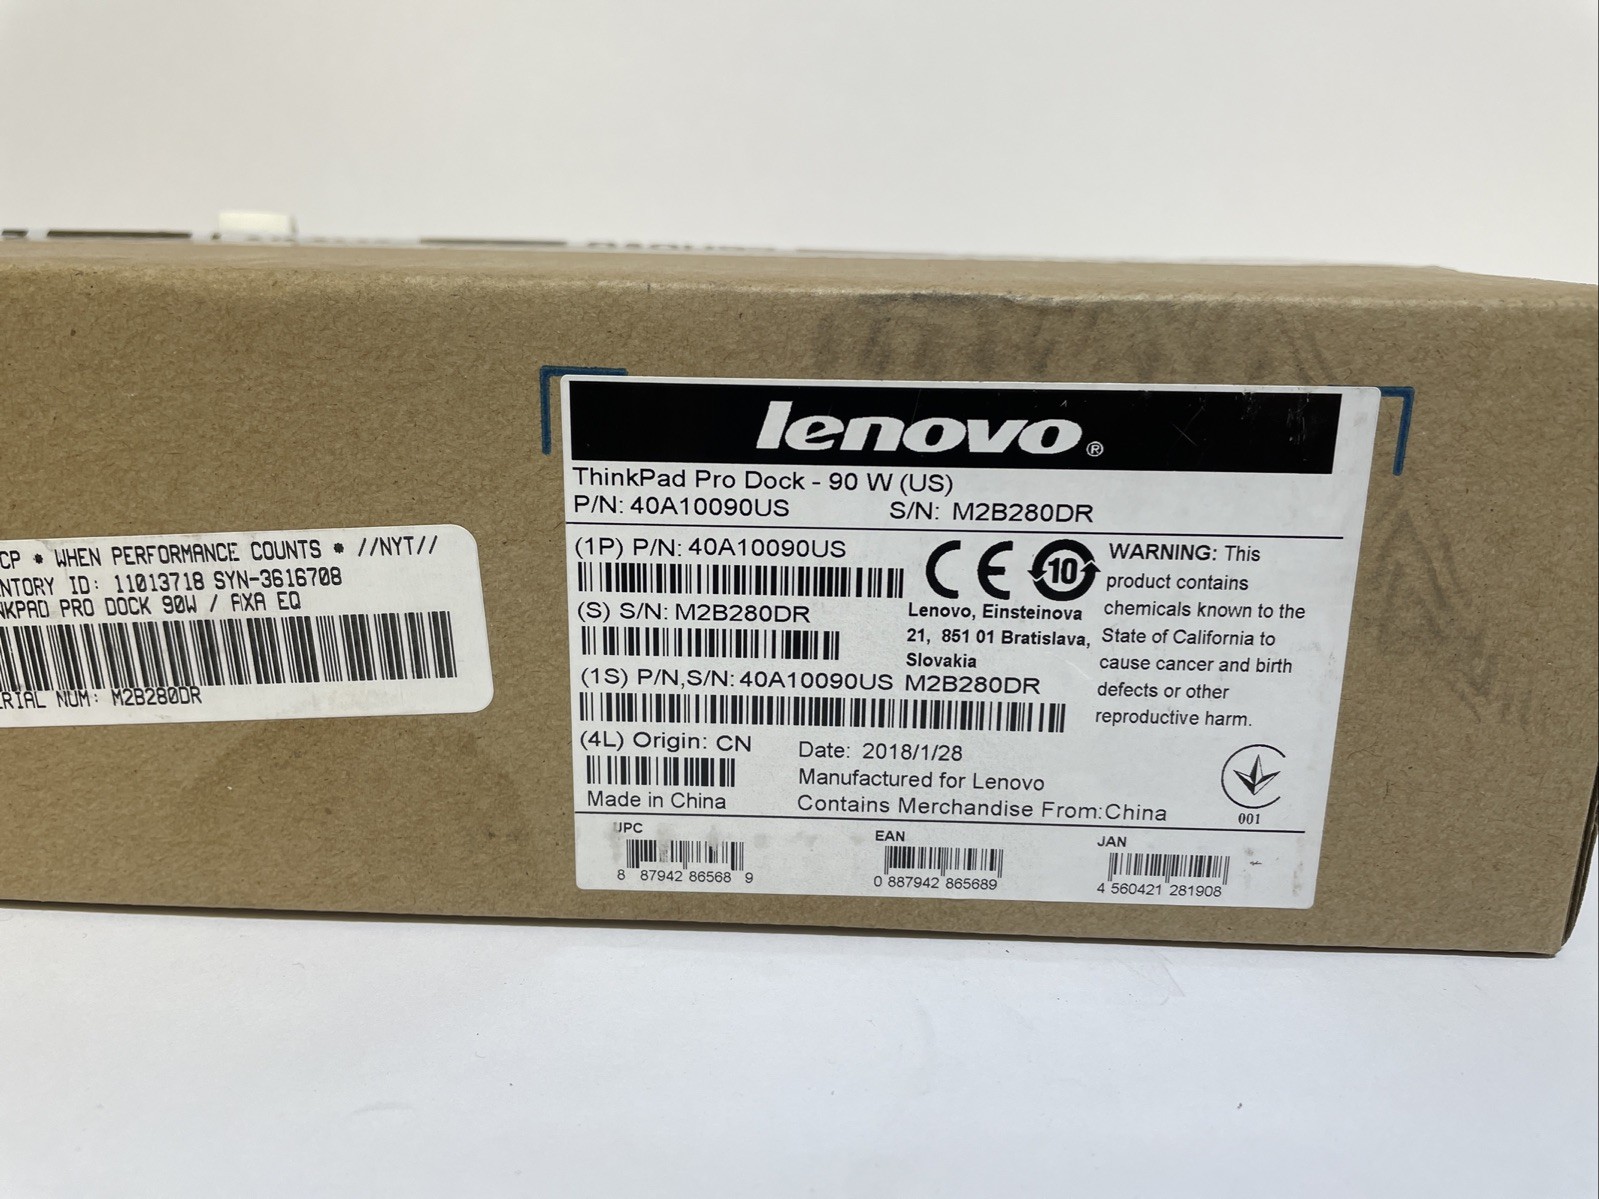 lenovo®
ThinkPad Pro Dock - 90 W (US)
P/N: 40A10090US S/N: M2B280DR
(1P) P/N: 40A10090US
(S) S/N: M2B280DR
(1S) P/N,S/N: 40A10090US M2B280DR
(4L) Origin: CN
Made in China
CE 10
Lenovo, Einsteinova
21, 851 01 Bratislava,
Slovakia
WARNING: This
product contains
chemicals known to the
State of California to
cause cancer and birth
defects or other
reproductive harm.
Date: 2018/1/28
Manufactured for Lenovo
Contains Merchandise From:China
001
UPC
8 87942 86568 9
EAN
0 887942 865689
JAN
4 560421 281908
CP * WHEN PERFORMANCE COUNTS * //NYT//
NTORY ID: 11013718 SYN-3616708
NKPAD PRO DOCK 90W / AXA EQ
RIAL NUM: M2B280DR